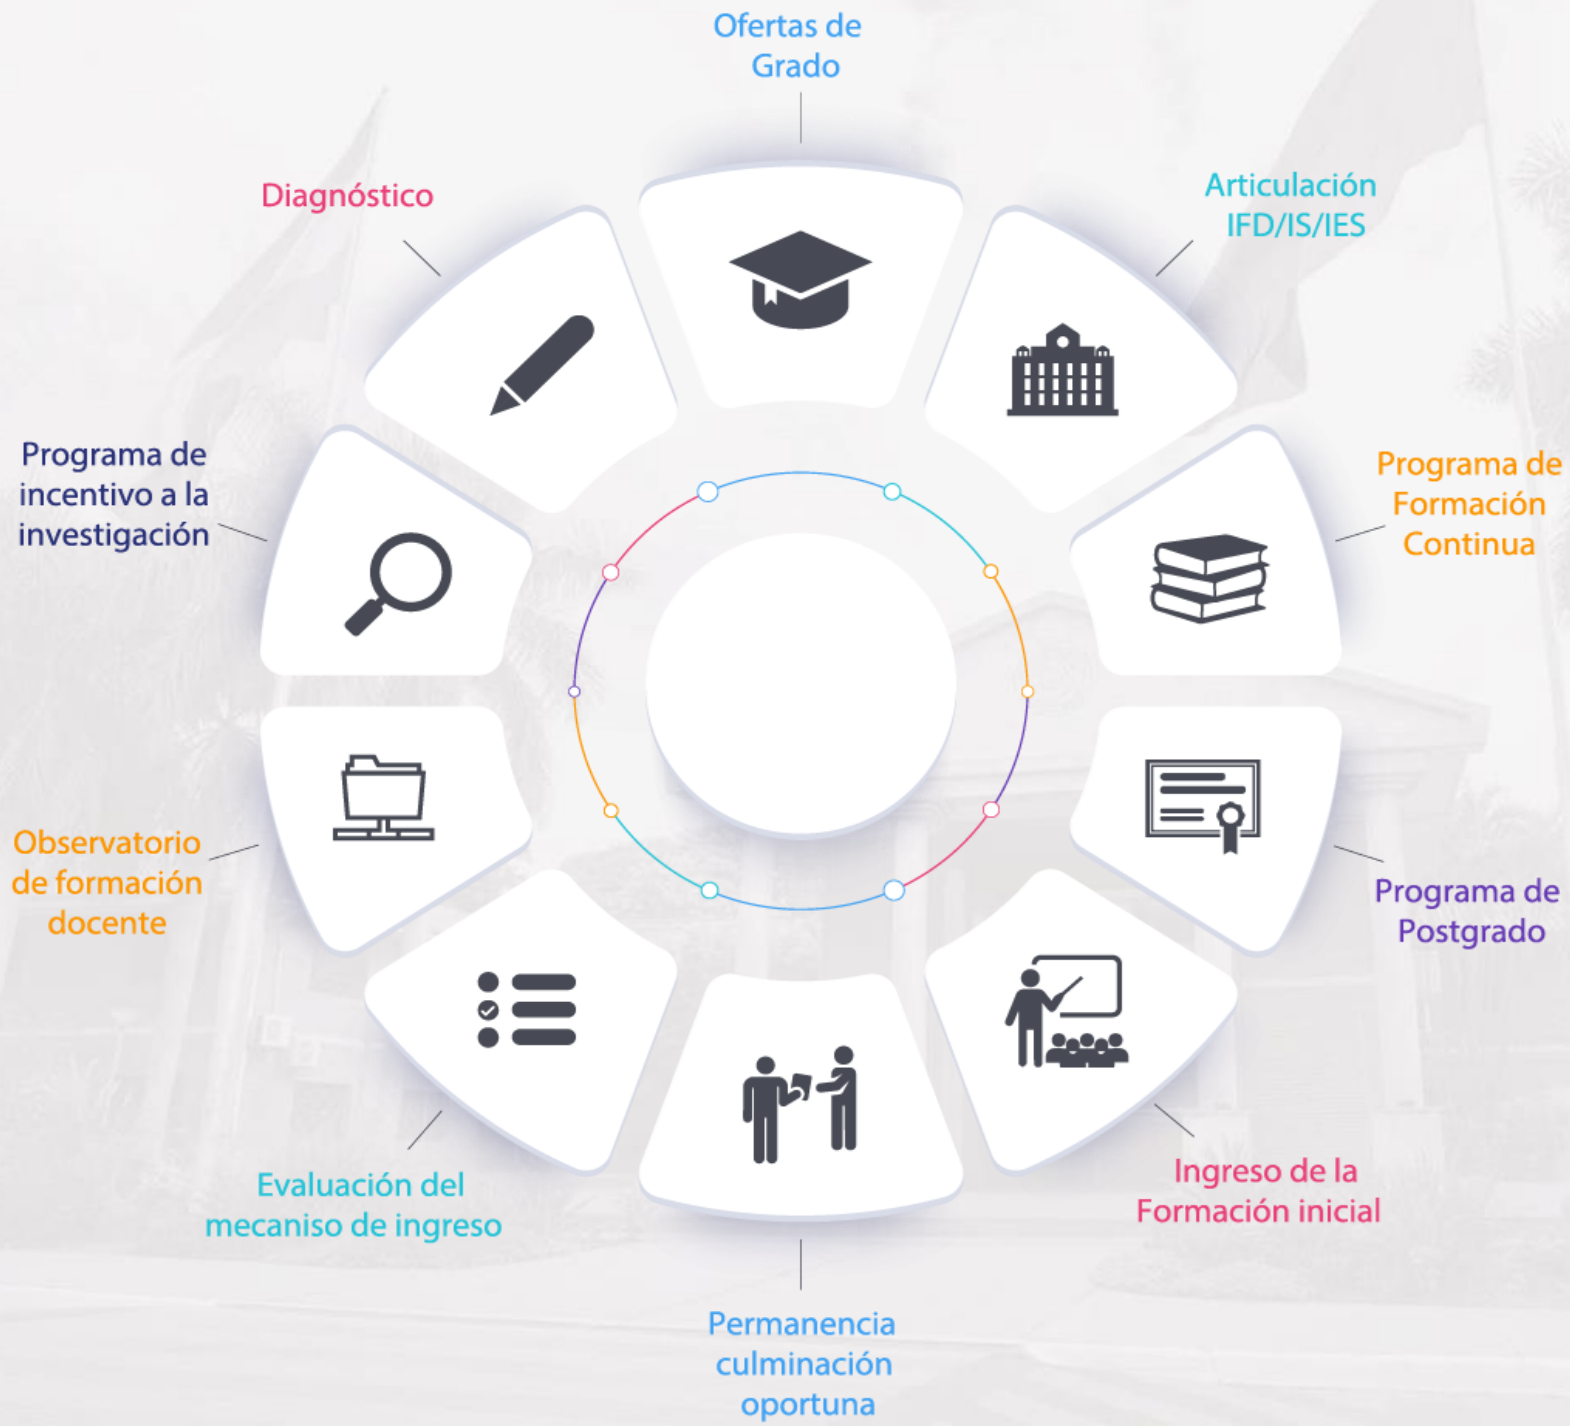 Ofertas de
Grado
Articulación
IFD/IS/IES
Programa de
Formación
Continua
Programa de
Postgrado
Ingreso de la
Formación inicial
Permanencia
culminación
oportuna
Evaluación del
mecaniso de ingreso
Observatorio
de formación
docente
Programa de
incentivo a la
investigación
Diagnóstico